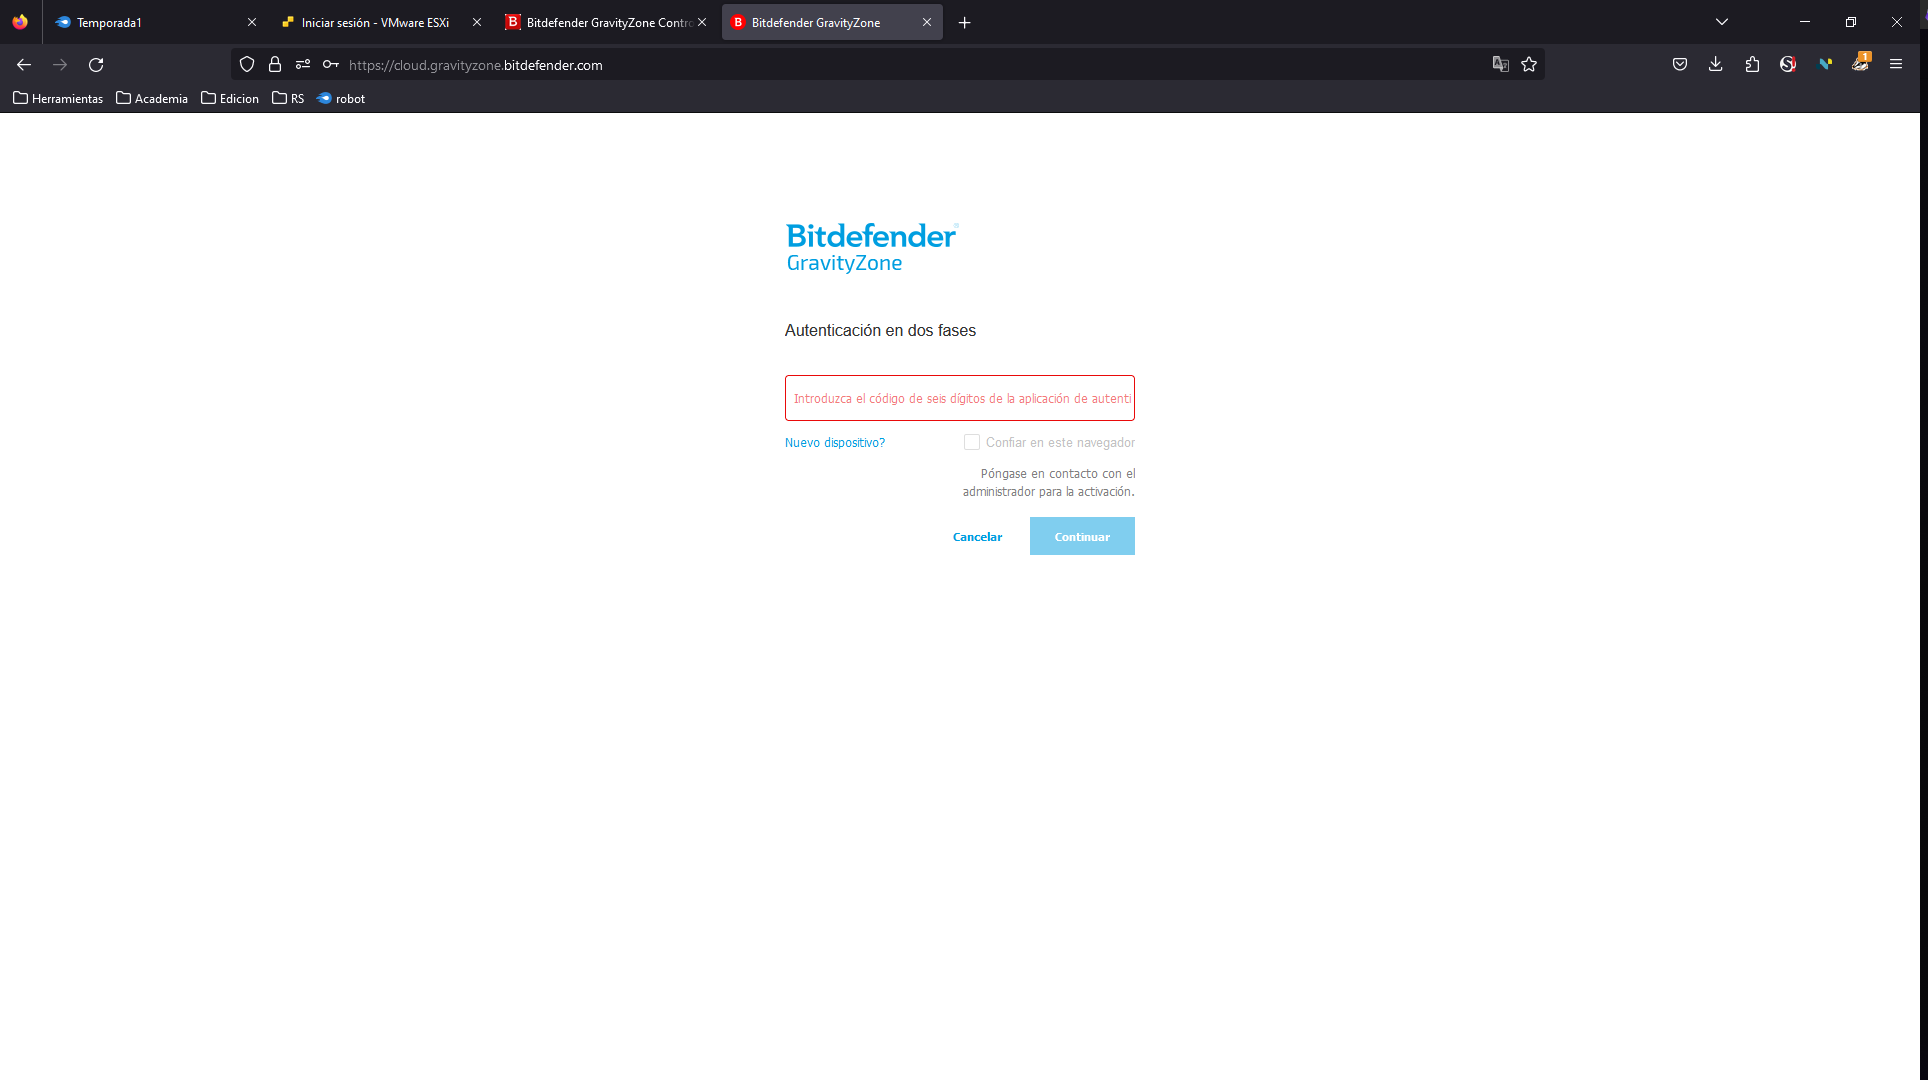 Temporada1
Iniciar sesión - VMware ESXi
Bitdefender GravityZone Contro
Bitdefender GravityZone
https://cloud.gravityzone.bitdefender.com
1
Herramientas
Academia
Edicion
RS
robot
Bitdefender
GravityZone
Autenticación en dos fases
Introduzca el código de seis dígitos de la aplicación de autenti
Nuevo dispositivo?
Confiar en este navegador
Póngase en contacto con el
administrador para la activación.
Cancelar
Continuar